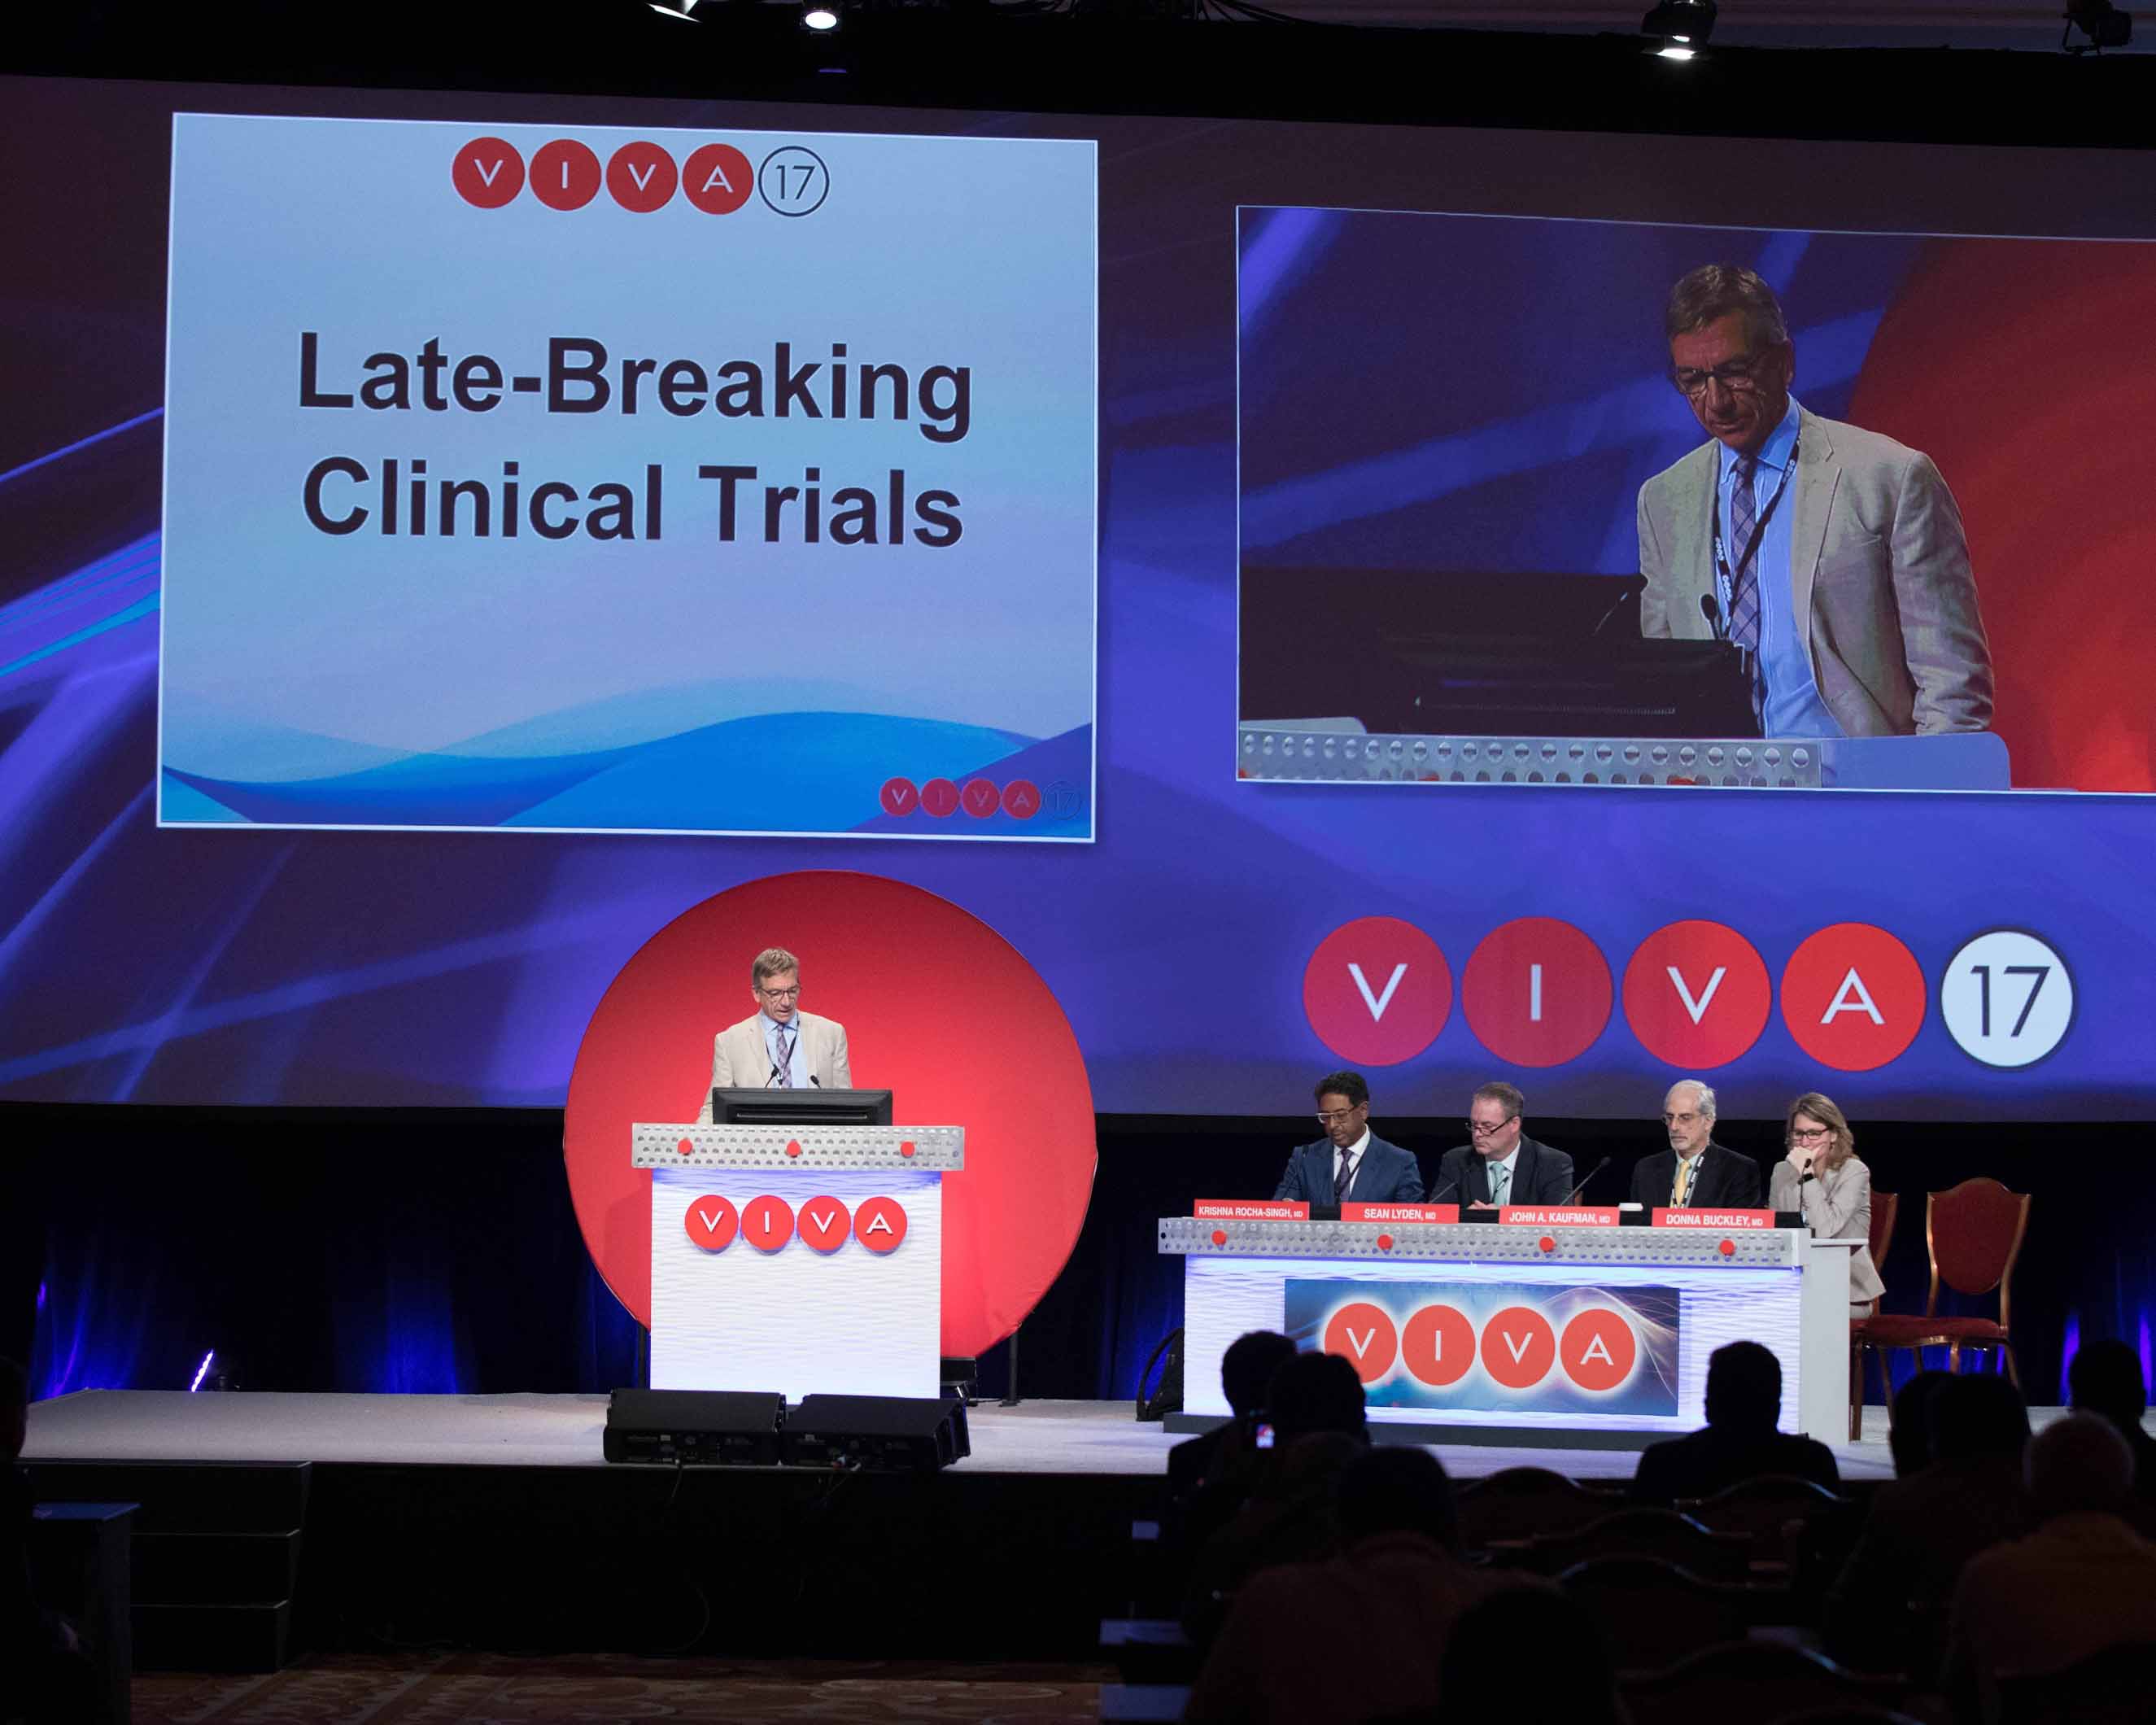 VIVA 17
Late-Breaking
Clinical Trials
VIVA 17
VIVA 17
VIVA
KRISHNA ROCHA-SINGH, MD
SEAN LYDEN, MD
JOHN A. KAUFMAN, MD
DONNA BUCKLEY, MD
VIVA